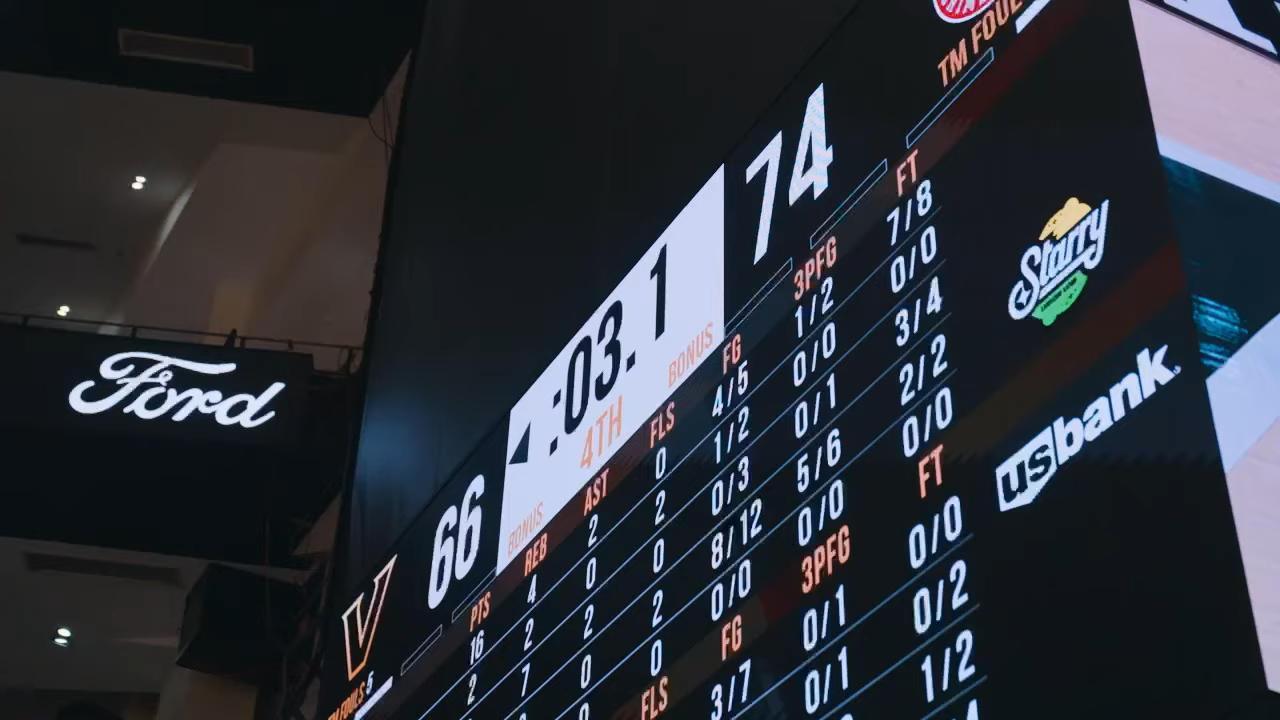 Ford
TM FOULS
74
:03.1
4TH
BONUS
BONUS
66
V
TM FOULS 5
PTS REB AST FLS FG 3PFG FT
16 4 2 0 4/5 1/2 7/8
2 2 0 2 1/2 0/0 0/0
7 2 0 0/3 0/1 3/4
0 2 8/12 5/6 2/2
0 0/0 0/0 0/0
FLS FG 3PFG FT
3/7 0/1 0/0
0/1 0/2
1/2
Starry
usbank